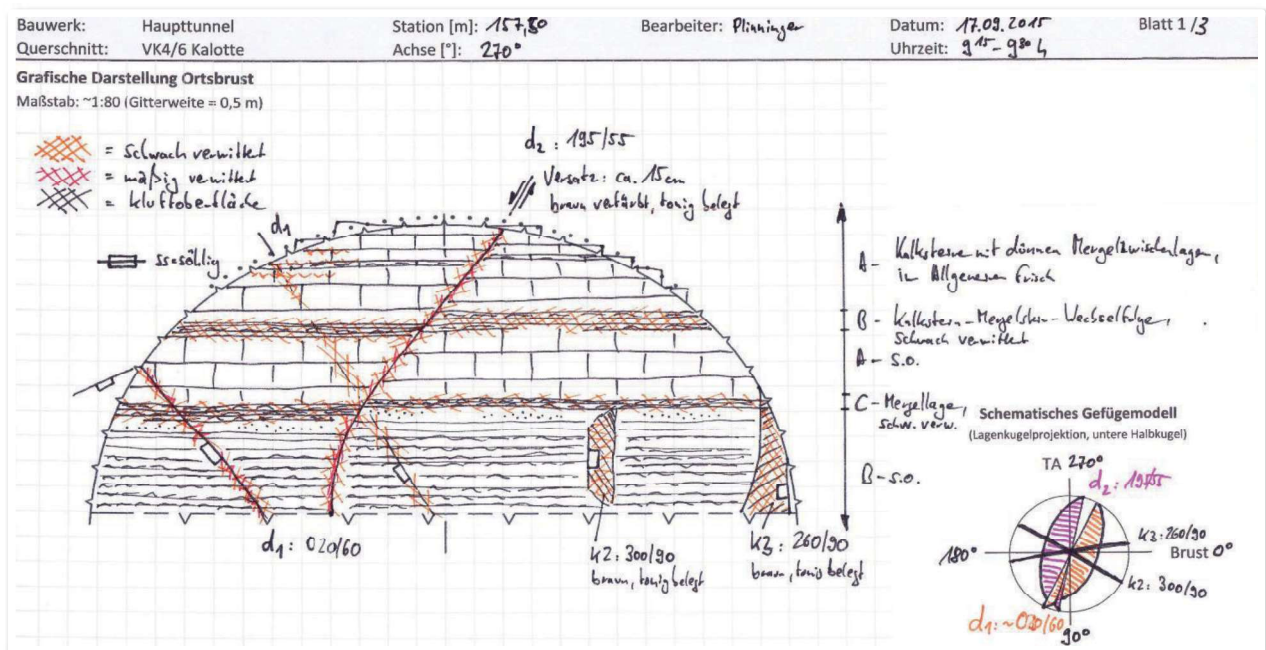 Bauwerk: Haupttunnel Station [m]: 157,80 Bearbeiter: Plinninger Datum: 17.09.2015 Blatt 1/3
Querschnitt: VK4/6 Kalotte Achse [°]: 270° Uhrzeit: 9¹⁵-9³⁰ h
Grafische Darstellung Ortsbrust
Maßstab: ~1:80 (Gitterweite = 0,5 m)
= schwach verwittert
= mäßig verwittert
= Kluftoberfläche
d₂: 195/55
Versatz: ca. 15cm
braun verfärbt, tonig belegt
d1
ss=söhlig
A- Kalksteine mit dünnen Mergelzwischenlagen,
im Allgemeinen frisch
B- Kalkstein-Mergelstein-Wechselfolge,
schwach verwittert
A- s.o.
C-Mergellage,
schw. verw.
B-s.o.
d₁: 020/60
k2: 300/90
braun, tonig belegt
k3: 260/90
braun, tonig belegt
Schematisches Gefügemodell
(Lagenkugelprojektion, untere Halbkugel)
TA 270°
d₂: 195/55
k3: 260/90
180°
Brust 0°
k2: 300/90
d₁: ~020/60
90°